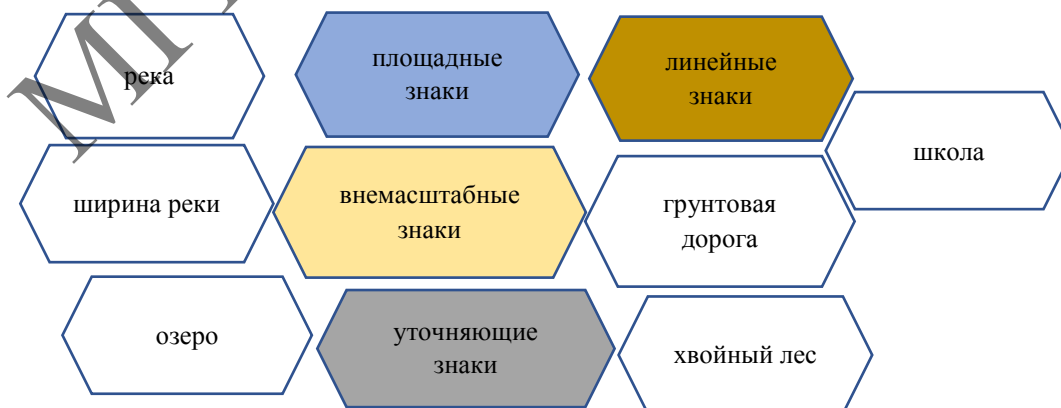 река
площадные
знаки
линейные
знаки
школа
ширина реки
внемасштабные
знаки
грунтовая
дорога
озеро
уточняющие
знаки
хвойный лес